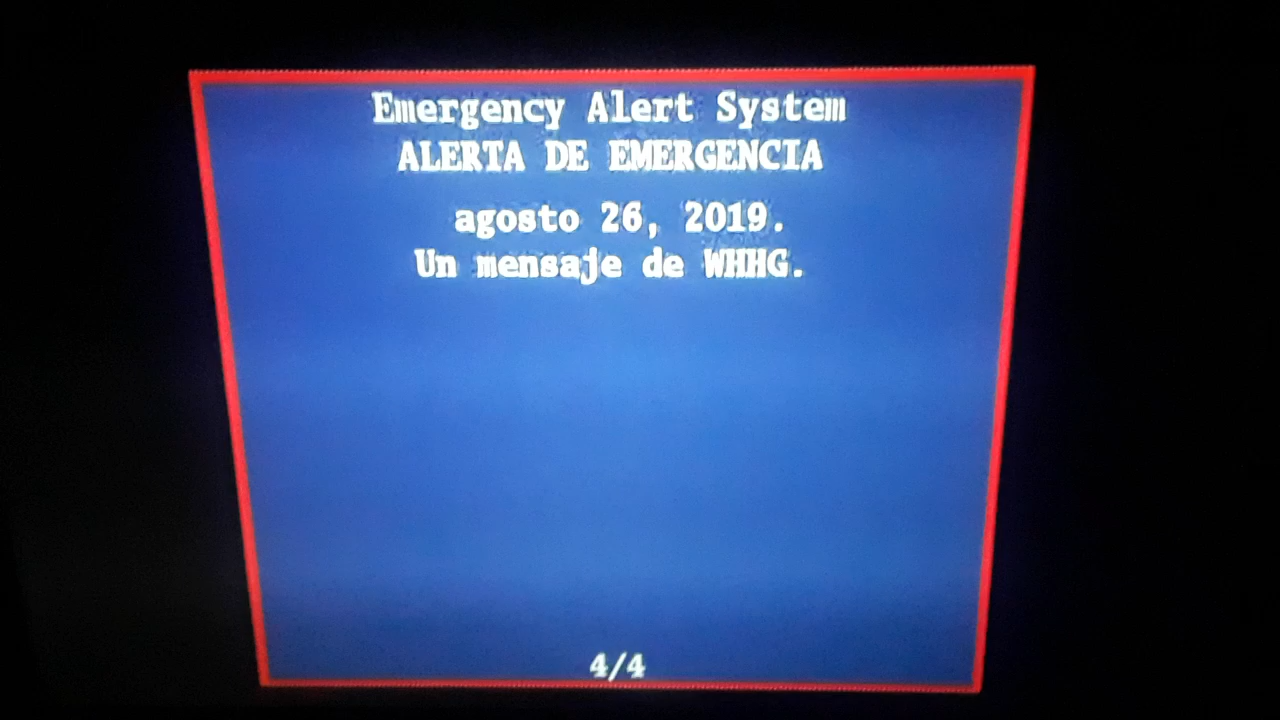 Emergency Alert System
ALERTA DE EMERGENCIA
agosto 26, 2019.
Un mensaje de WHHG.
4/4